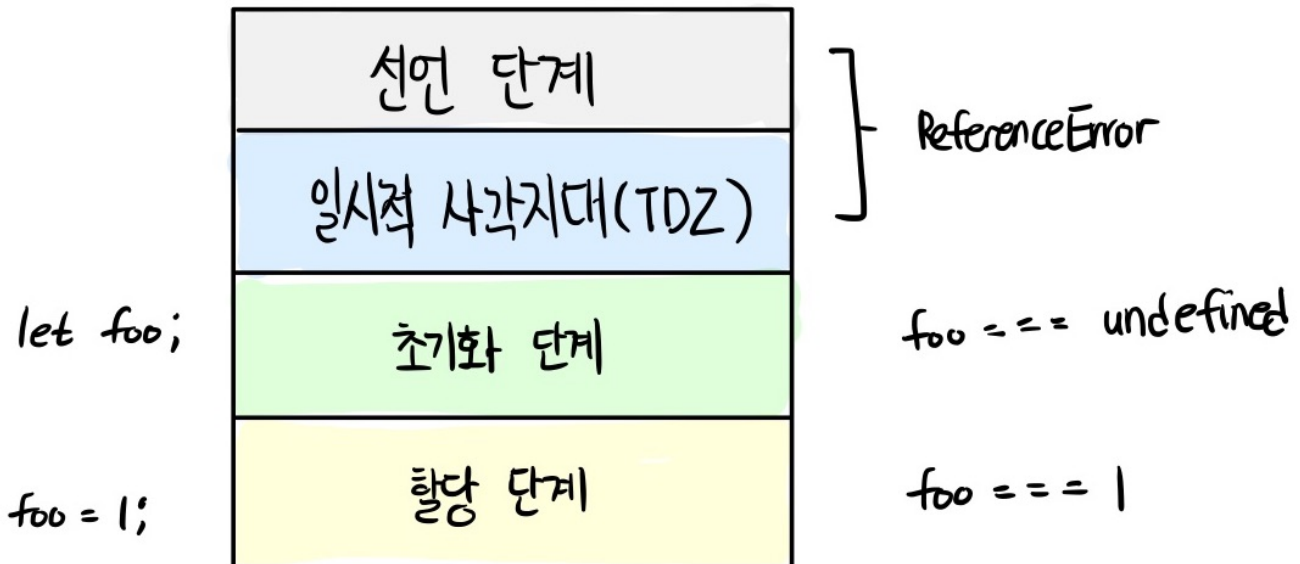 선언 단계
ReferenceError
일시적 사각지대(TDZ)
let foo;
초기화 단계
foo === undefined
foo = 1;
할당 단계
foo === 1